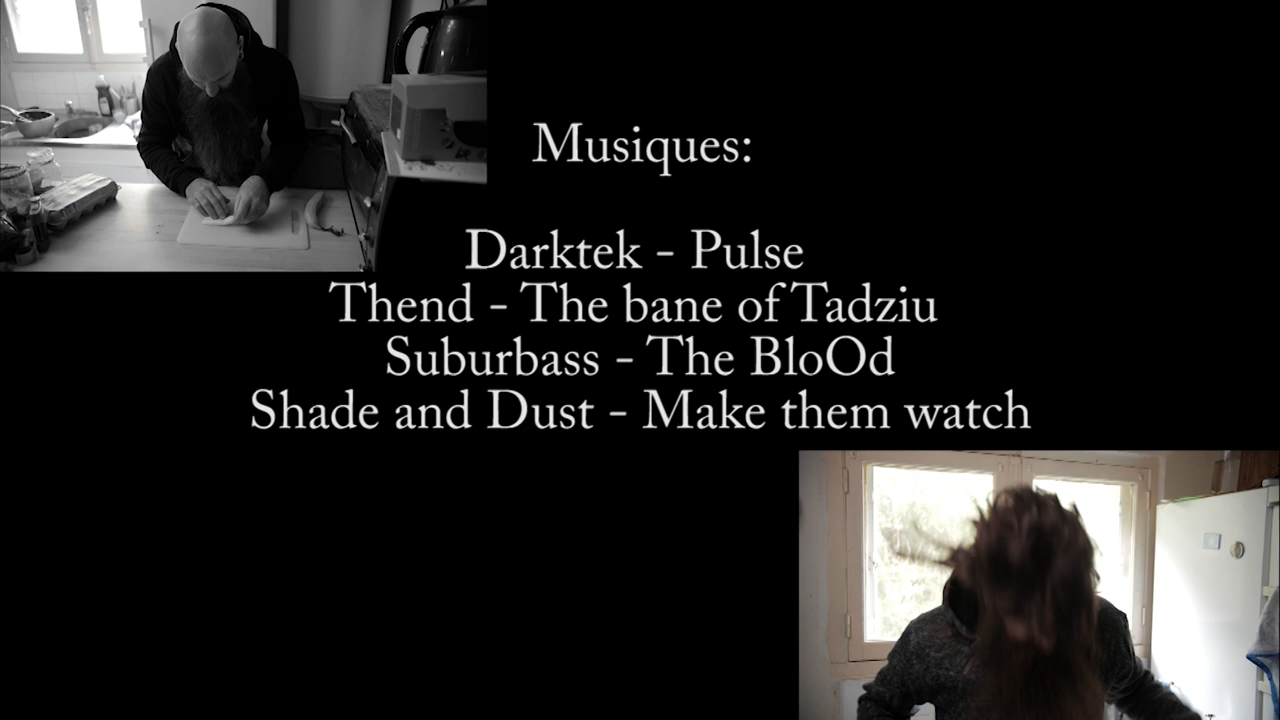 Musiques:
Darktek - Pulse
Thend - The bane of Tadziu
Suburbass - The BloOd
Shade and Dust - Make them watch